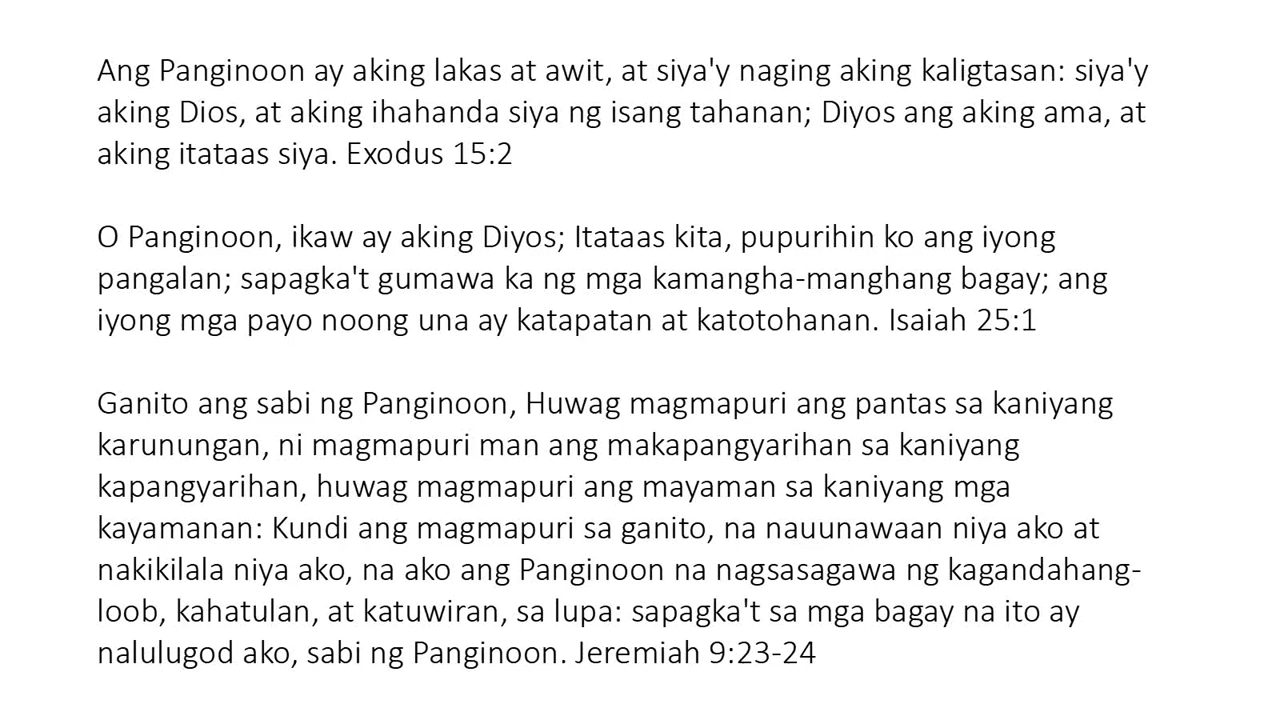 Ang Panginoon ay aking lakas at awit, at siya'y naging aking kaligtasan: siya'y
aking Dios, at aking ihahanda siya ng isang tahanan; Diyos ang aking ama, at
aking itataas siya. Exodus 15:2
O Panginoon, ikaw ay aking Diyos; Itataas kita, pupurihin ko ang iyong
pangalan; sapagka't gumawa ka ng mga kamangha-manghang bagay; ang
iyong mga payo noong una ay katapatan at katotohanan. Isaiah 25:1
Ganito ang sabi ng Panginoon, Huwag magmapuri ang pantas sa kaniyang
karunungan, ni magmapuri man ang makapangyarihan sa kaniyang
kapangyarihan, huwag magmapuri ang mayaman sa kaniyang mga
kayamanan: Kundi ang magmapuri sa ganito, na nauunawaan niya ako at
nakikilala niya ako, na ako ang Panginoon na nagsasagawa ng kagandahang-
loob, kahatulan, at katuwiran, sa lupa: sapagka't sa mga bagay na ito ay
nalulugod ako, sabi ng Panginoon. Jeremiah 9:23-24